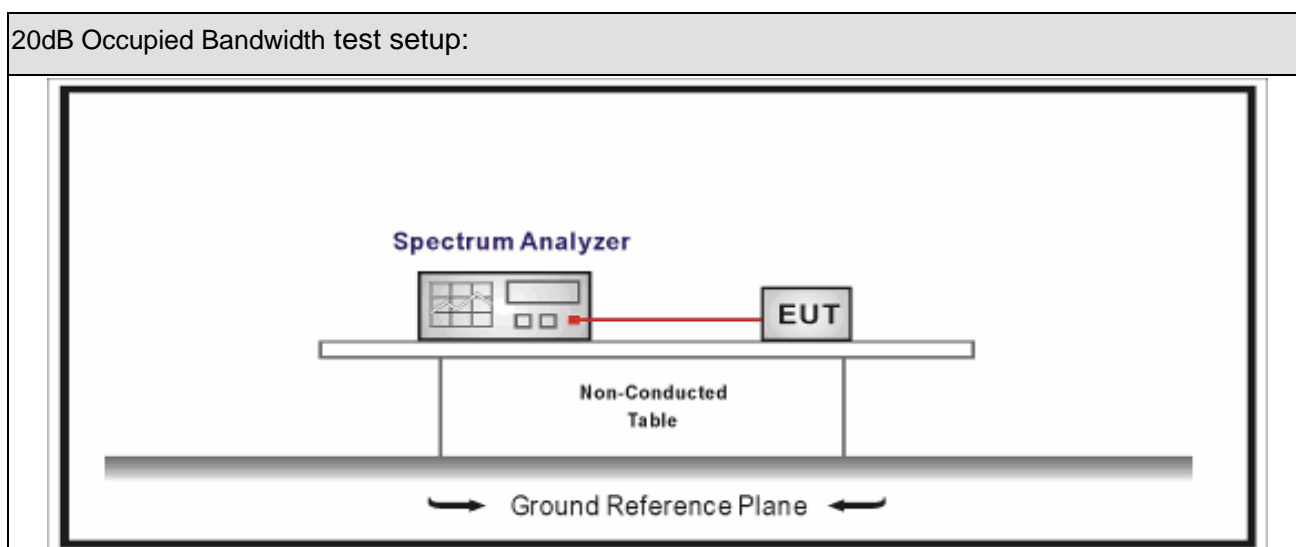 20dB Occupied Bandwidth test setup:
Spectrum Analyzer
EUT
Non-Conducted
Table
Ground Reference Plane